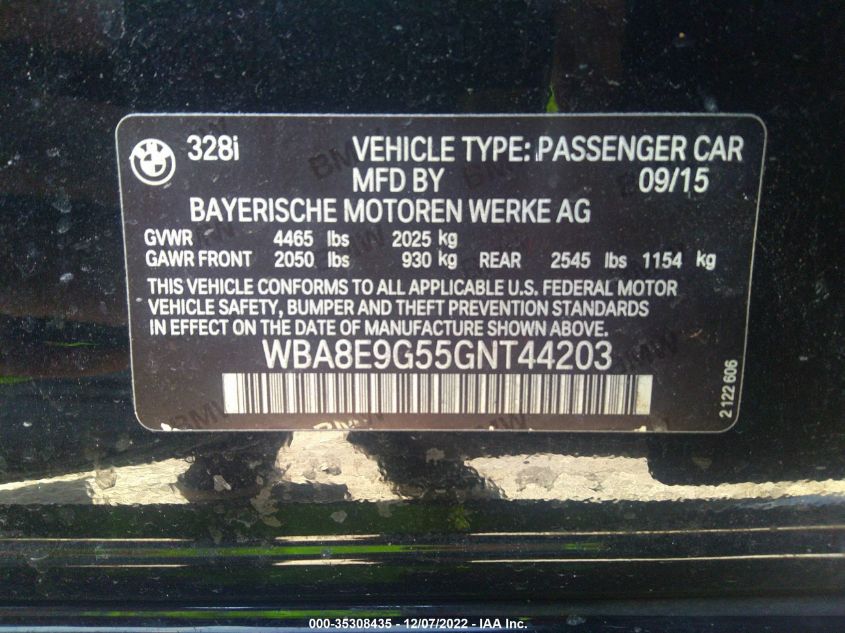 328i VEHICLE TYPE: PASSENGER CAR
MFD BY 09/15
BAYERISCHE MOTOREN WERKE AG
GVWR 4465 lbs 2025 kg
GAWR FRONT 2050 lbs 930 kg REAR 2545 lbs 1154 kg
THIS VEHICLE CONFORMS TO ALL APPLICABLE U.S. FEDERAL MOTOR
VEHICLE SAFETY, BUMPER AND THEFT PREVENTION STANDARDS
IN EFFECT ON THE DATE OF MANUFACTURE SHOWN ABOVE.
WBA8E9G55GNT44203
2 122 606
000-35308435 - 12/07/2022 - IAA Inc.